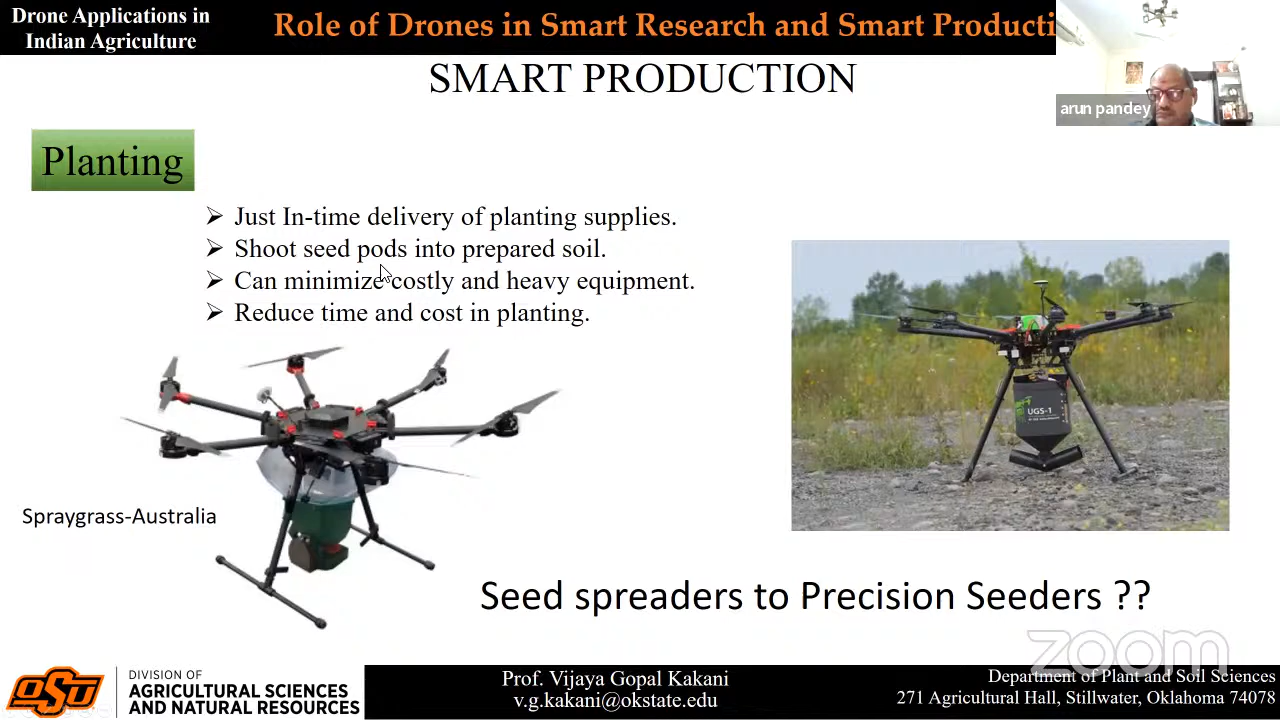 Drone Applications in
Indian Agriculture
Role of Drones in Smart Research and Smart Producti
arun pandey
SMART PRODUCTION
Planting
➢ Just In-time delivery of planting supplies.
➢ Shoot seed pods into prepared soil.
➢ Can minimize costly and heavy equipment.
➢ Reduce time and cost in planting.
UGS-1
Spraygrass-Australia
Seed spreaders to Precision Seeders ??
zoom
OSU
DIVISION OF
AGRICULTURAL SCIENCES
AND NATURAL RESOURCES
Prof. Vijaya Gopal Kakani
v.g.kakani@okstate.edu
Department of Plant and Soil Sciences
271 Agricultural Hall, Stillwater, Oklahoma 74078